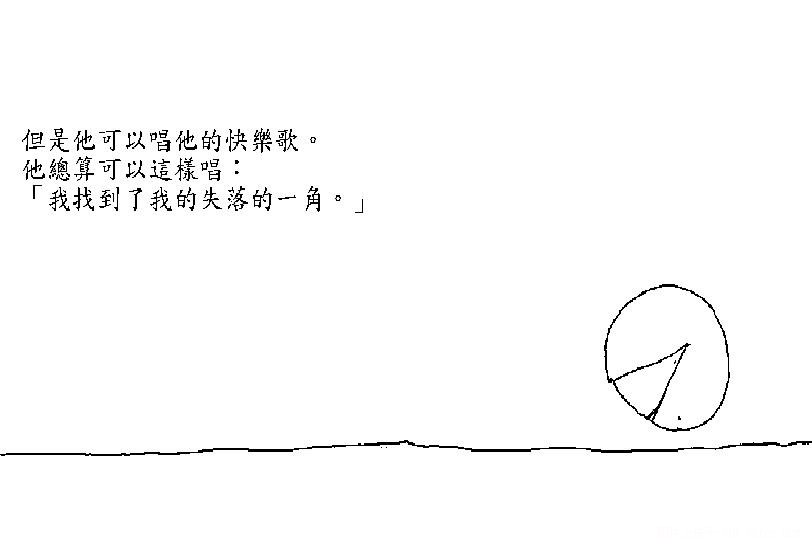 但是他可以唱他的快樂歌。
他總算可以這樣唱：
「我找到了我的失落的一角。」